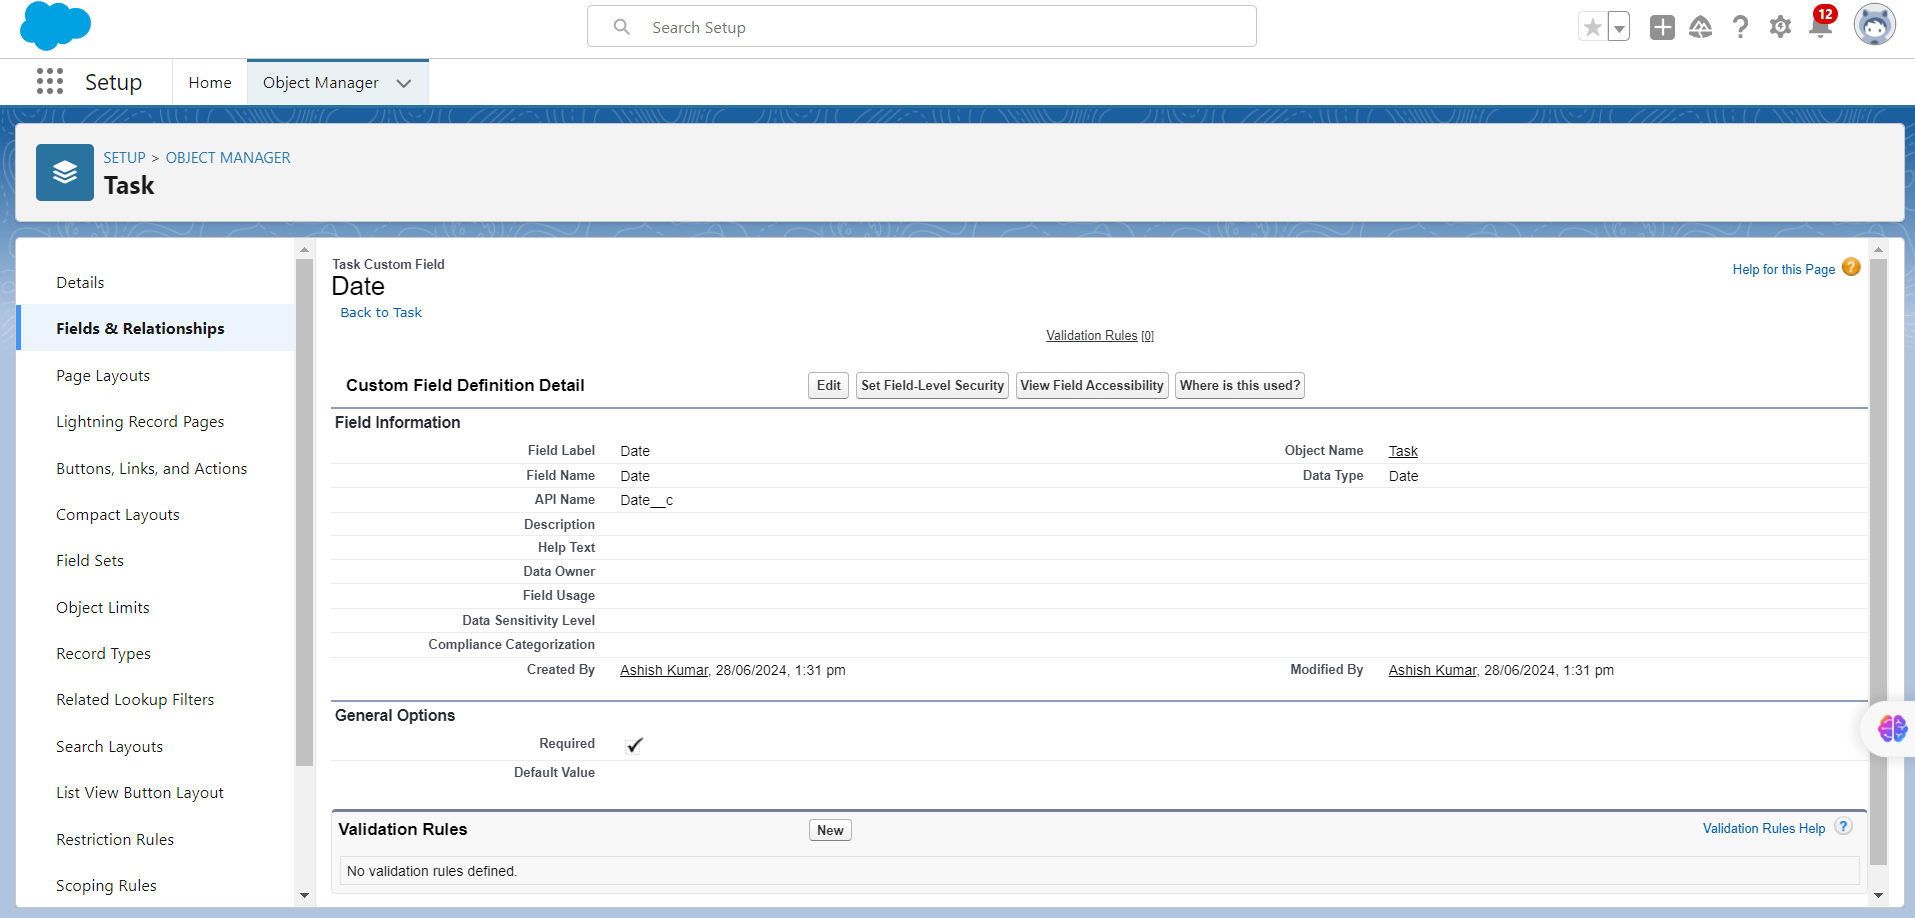 Search Setup
12
Setup
Home
Object Manager
SETUP > OBJECT MANAGER
Task
Details
Fields & Relationships
Page Layouts
Lightning Record Pages
Buttons, Links, and Actions
Compact Layouts
Field Sets
Object Limits
Record Types
Related Lookup Filters
Search Layouts
List View Button Layout
Restriction Rules
Scoping Rules
Task Custom Field
Date
Back to Task
Help for this Page ?
Validation Rules [0]
Custom Field Definition Detail
Edit
Set Field-Level Security
View Field Accessibility
Where is this used?
Field Information
Field Label Date
Object Name Task
Field Name Date
Data Type Date
API Name Date__c
Description
Help Text
Data Owner
Field Usage
Data Sensitivity Level
Compliance Categorization
Created By Ashish Kumar, 28/06/2024, 1:31 pm
Modified By Ashish Kumar, 28/06/2024, 1:31 pm
General Options
Required
Default Value
Validation Rules
New
Validation Rules Help ?
No validation rules defined.